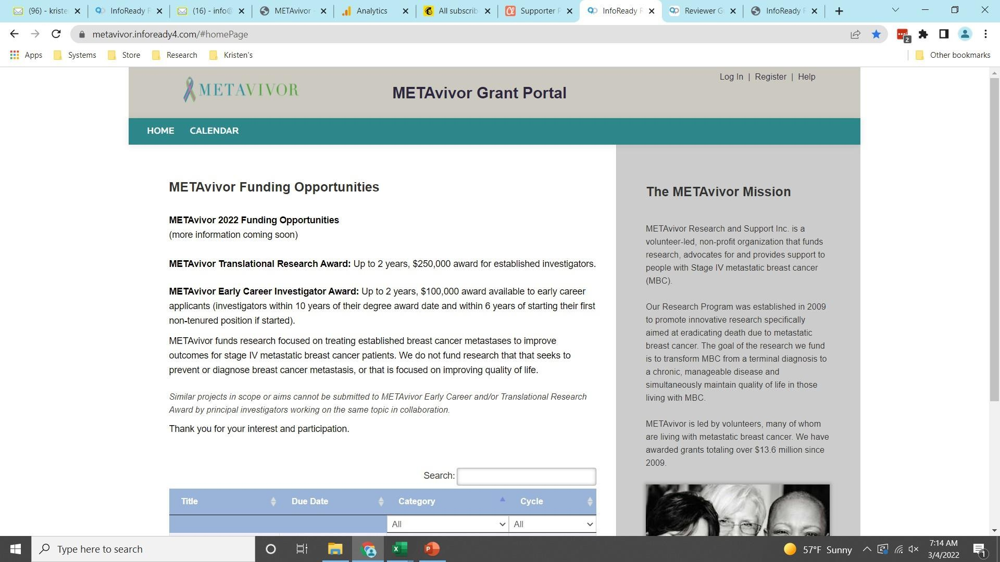 (96) - kriste
InfoReady R
(16) - info@
METAvivor -
Analytics
All subscrib
Supporter P
InfoReady R
Reviewer G
InfoReady R
metavivor.infoready4.com/#homePage
2
Apps
Systems
Store
Research
Kristen's
Other bookmarks
METAVIVOR
METAvivor Grant Portal
Log In | Register | Help
HOME
CALENDAR
METAvivor Funding Opportunities
METAvivor 2022 Funding Opportunities
(more information coming soon)
METAvivor Translational Research Award: Up to 2 years, $250,000 award for established investigators.
METAvivor Early Career Investigator Award: Up to 2 years, $100,000 award available to early career
applicants (investigators within 10 years of their degree award date and within 6 years of starting their first
non-tenured position if started).
METAvivor funds research focused on treating established breast cancer metastases to improve
outcomes for stage IV metastatic breast cancer patients. We do not fund research that that seeks to
prevent or diagnose breast cancer metastasis, or that is focused on improving quality of life.
Similar projects in scope or aims cannot be submitted to METAvivor Early Career and/or Translational Research
Award by principal investigators working on the same topic in collaboration.
Thank you for your interest and participation.
Search:
Title
Due Date
Category
Cycle
All
All
The METAvivor Mission
METAvivor Research and Support Inc. is a
volunteer-led, non-profit organization that funds
research, advocates for and provides support to
people with Stage IV metastatic breast cancer
(MBC).
Our Research Program was established in 2009
to promote innovative research specifically
aimed at eradicating death due to metastatic
breast cancer. The goal of the research we fund
is to transform MBC from a terminal diagnosis to
a chronic, manageable disease and
simultaneously maintain quality of life in those
living with MBC.
METAvivor is led by volunteers, many of whom
are living with metastatic breast cancer. We have
awarded grants totaling over $13.6 million since
2009.
Type here to search
57°F Sunny
7:14 AM
3/4/2022
1